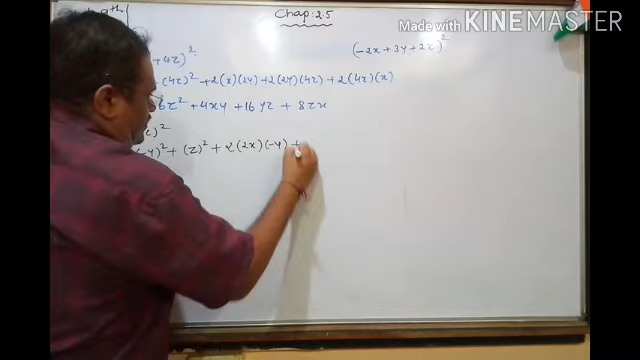 Chap: 2.5
Made with KINEMASTER
+ 4z)²
(-2x + 3y + 2z)²
(4z)² + 2(x)(2y) + 2(2y)(4z) + 2(4z)(x)
6z² + 4xy + 16yz + 8zx
z)²
-y)² + (z)² + 2(2x)(-y) +